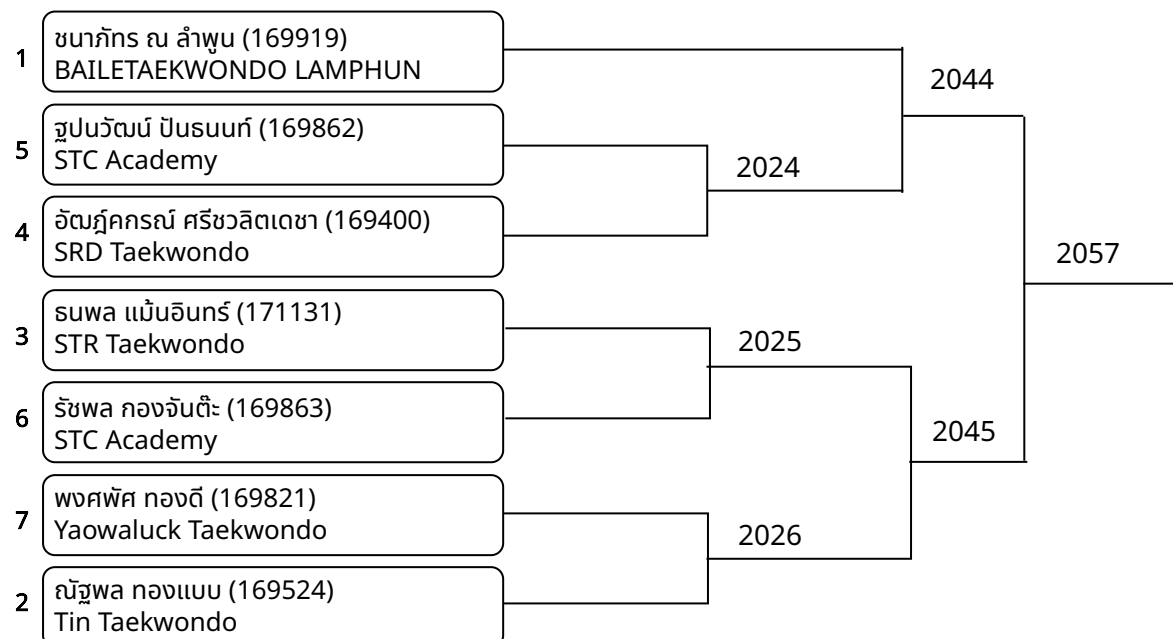 1
ชนาภัทร ณ ลำพูน (169919)
BAILETAEKWONDO LAMPHUN
2044
5
ฐปนวัฒน์ ปันธนนท์ (169862)
STC Academy
2024
4
อัฒฎ์คกรณ์ ศรีชวลิตเดชา (169400)
SRD Taekwondo
2057
3
ธนพล แม้นอินทร์ (171131)
STR Taekwondo
2025
6
รัชพล กองจันต๊ะ (169863)
STC Academy
2045
7
พงศพัศ ทองดี (169821)
Yaowaluck Taekwondo
2026
2
ณัฐพล ทองแบบ (169524)
Tin Taekwondo